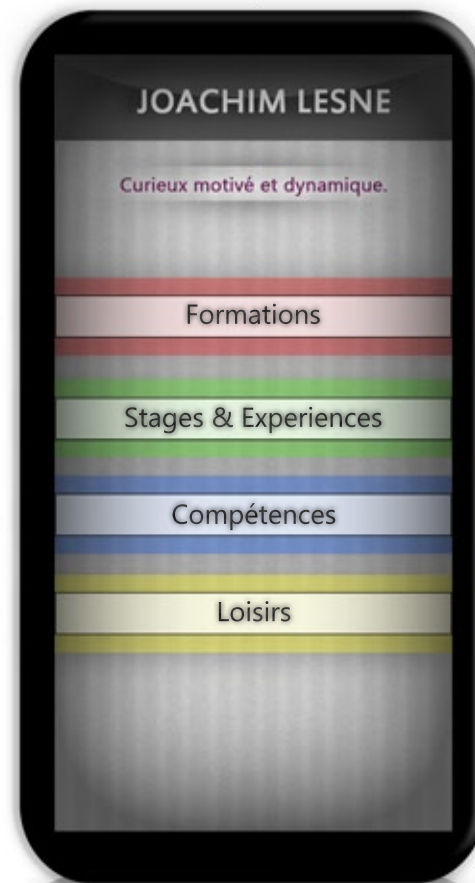 JOACHIM LESNE
Curieux motivé et dynamique.
Formations
Stages & Experiences
Compétences
Loisirs